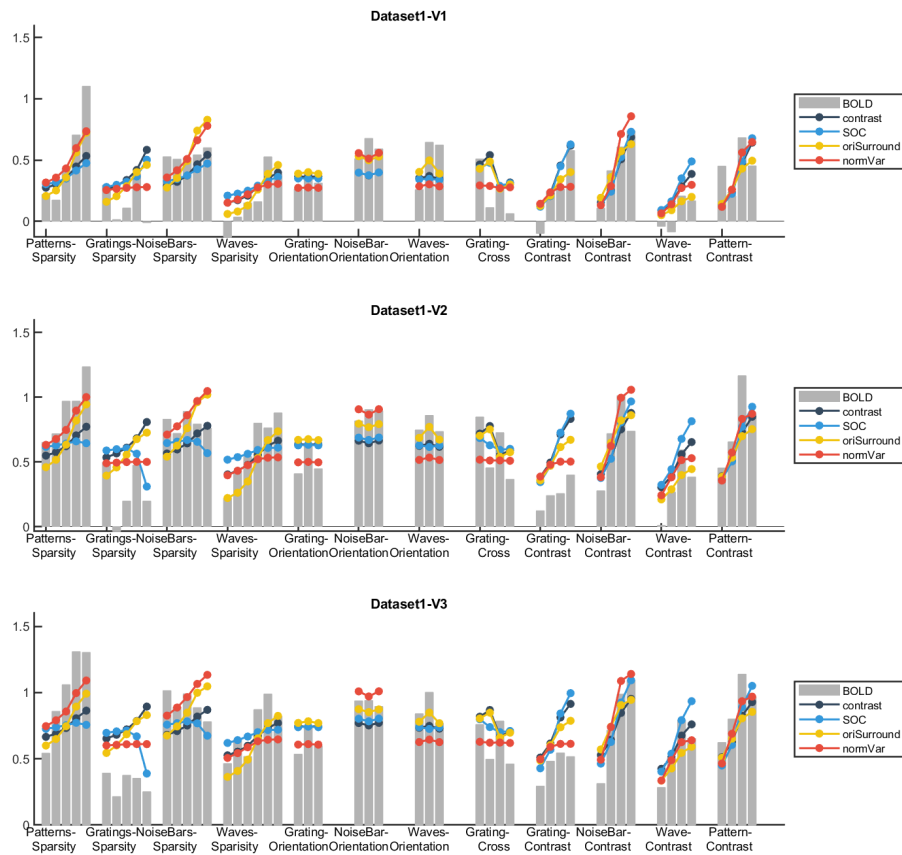 Dataset1-V1
1.5
1
0.5
0
BOLD
contrast
SOC
oriSurround
normVar
Patterns- Gratings-NoiseBars- Waves- Grating- NoiseBar- Waves- Grating- Grating- NoiseBar- Wave- Pattern-
Sparsity Sparsity Sparsity Sparsity Orientation Orientation Orientation Cross Contrast Contrast Contrast Contrast
Dataset1-V2
1.5
1
0.5
0
BOLD
contrast
SOC
oriSurround
normVar
Patterns- Gratings-NoiseBars- Waves- Grating- NoiseBar- Waves- Grating- Grating- NoiseBar- Wave- Pattern-
Sparsity Sparsity Sparsity Sparsity Orientation Orientation Orientation Cross Contrast Contrast Contrast Contrast
Dataset1-V3
1.5
1
0.5
0
BOLD
contrast
SOC
oriSurround
normVar
Patterns- Gratings-NoiseBars- Waves- Grating- NoiseBar- Waves- Grating- Grating- NoiseBar- Wave- Pattern-
Sparsity Sparsity Sparsity Sparsity Orientation Orientation Orientation Cross Contrast Contrast Contrast Contrast